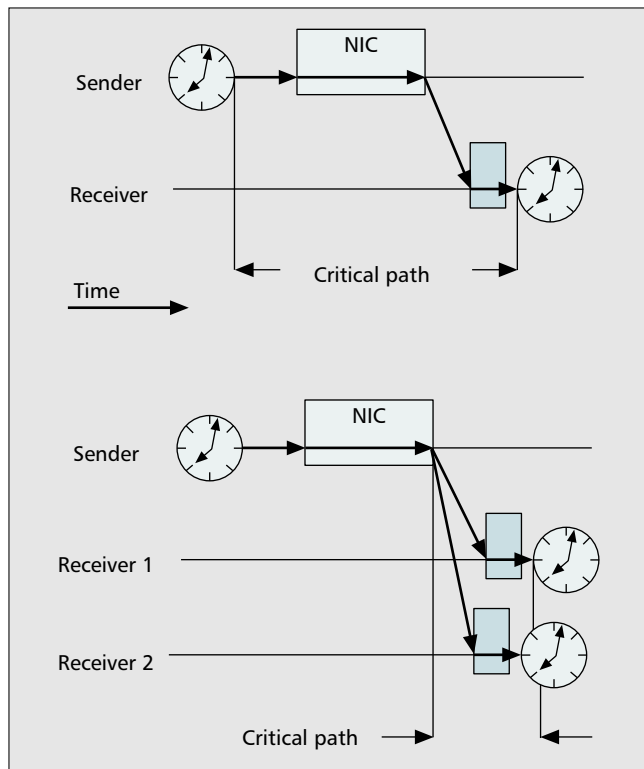 NIC
Sender
Receiver
Critical path
Time
NIC
Sender
Receiver 1
Receiver 2
Critical path